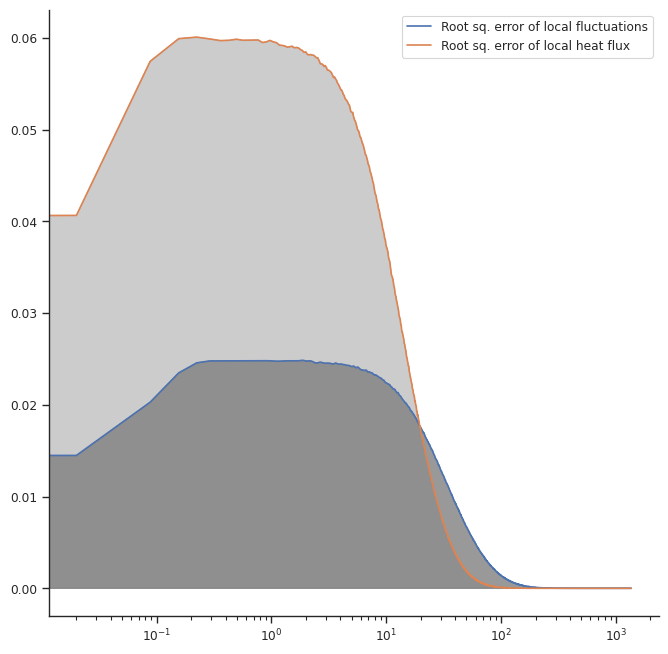 Root sq. error of local fluctuations
Root sq. error of local heat flux
0.06
0.05
0.04
0.03
0.02
0.01
0.00
10⁻¹ 10⁰ 10¹ 10² 10³